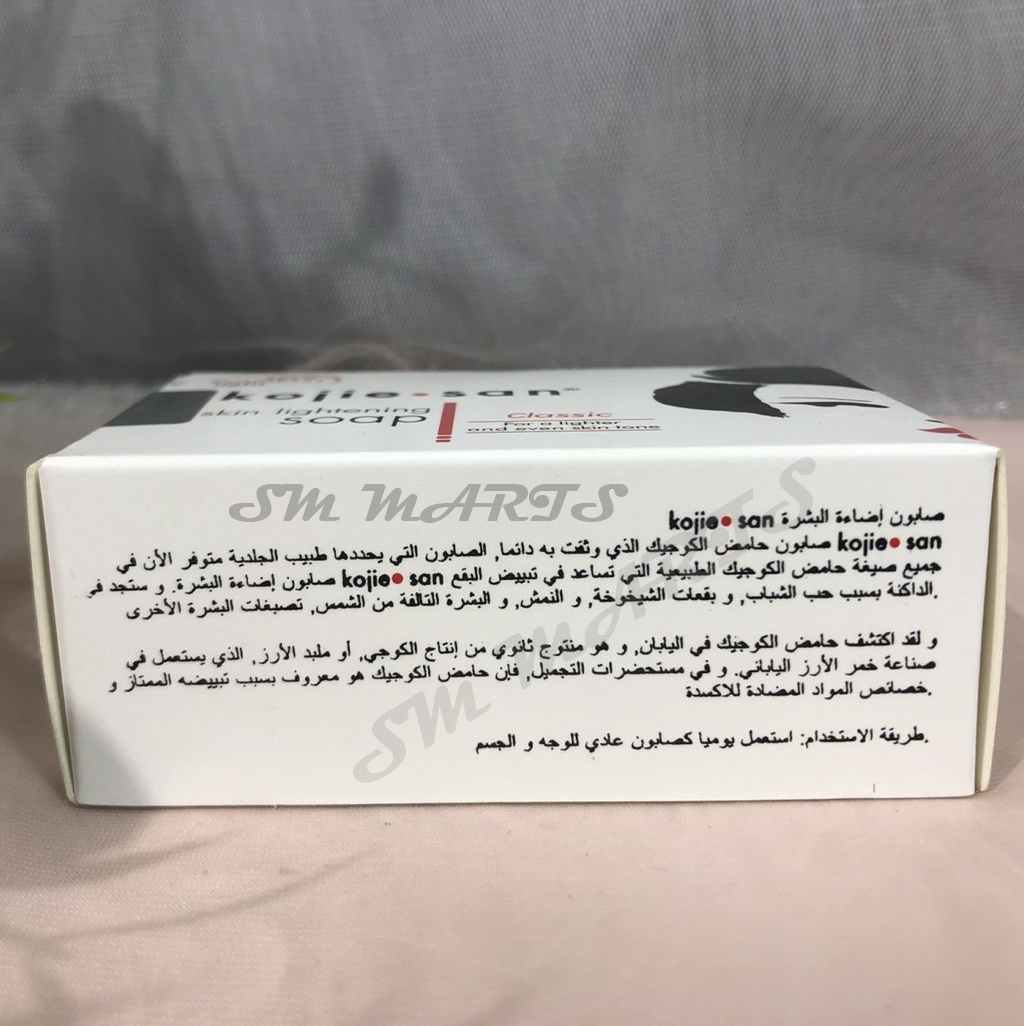 kojie•san®
skin lightening
soap
Classic
For a lighter
and even skin tone
SM MARTS
صابون إضاءة البشرة kojie•san
kojie•san صابون حامض الكوجيك الذي وثقت به دائما, الصابون التي يحددها طبيب الجلدية متوفر الأن في
جميع صيغة حامض الكوجيك الطبيعية التي تساعد في تبييض البقع kojie•san صابون إضاءة البشرة. و ستجد في
.الداكنة بسبب حب الشباب, و بقعات الشيخوخة, و النمش, و البشرة التالفة من الشمس, تصبغات البشرة الأخرى
و لقد اكتشف حامض الكوجيك في اليابان, و هو منتوج ثانوي من إنتاج الكوجي, أو ملبد الأرز, الذي يستعمل في
صناعة خمر الأرز الياباني. و في مستحضرات التجميل, فإن حامض الكوجيك هو معروف بسبب تبييضه الممتاز و
.خصائص المواد المضادة للاكسدة
.طريقة الاستخدام: استعمل يوميا كصابون عادي للوجه و الجسم
SM MARTS